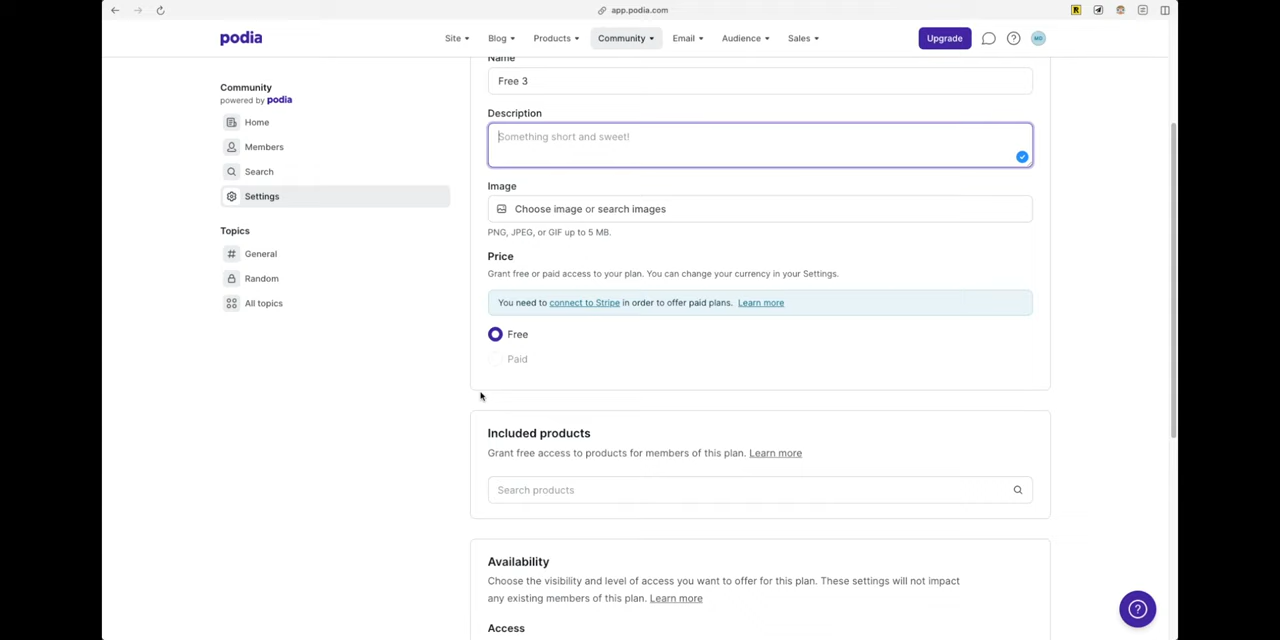 app.podia.com
podia
Site
Blog
Products
Community
Email
Audience
Sales
Upgrade
MD
Community
powered by podia
Home
Members
Search
Settings
Topics
General
Random
All topics
Name
Free 3
Description
Something short and sweet!
Image
Choose image or search images
PNG, JPEG, or GIF up to 5 MB.
Price
Grant free or paid access to your plan. You can change your currency in your Settings.
You need to connect to Stripe in order to offer paid plans. Learn more
Free
Paid
Included products
Grant free access to products for members of this plan. Learn more
Search products
Availability
Choose the visibility and level of access you want to offer for this plan. These settings will not impact
any existing members of this plan. Learn more
Access